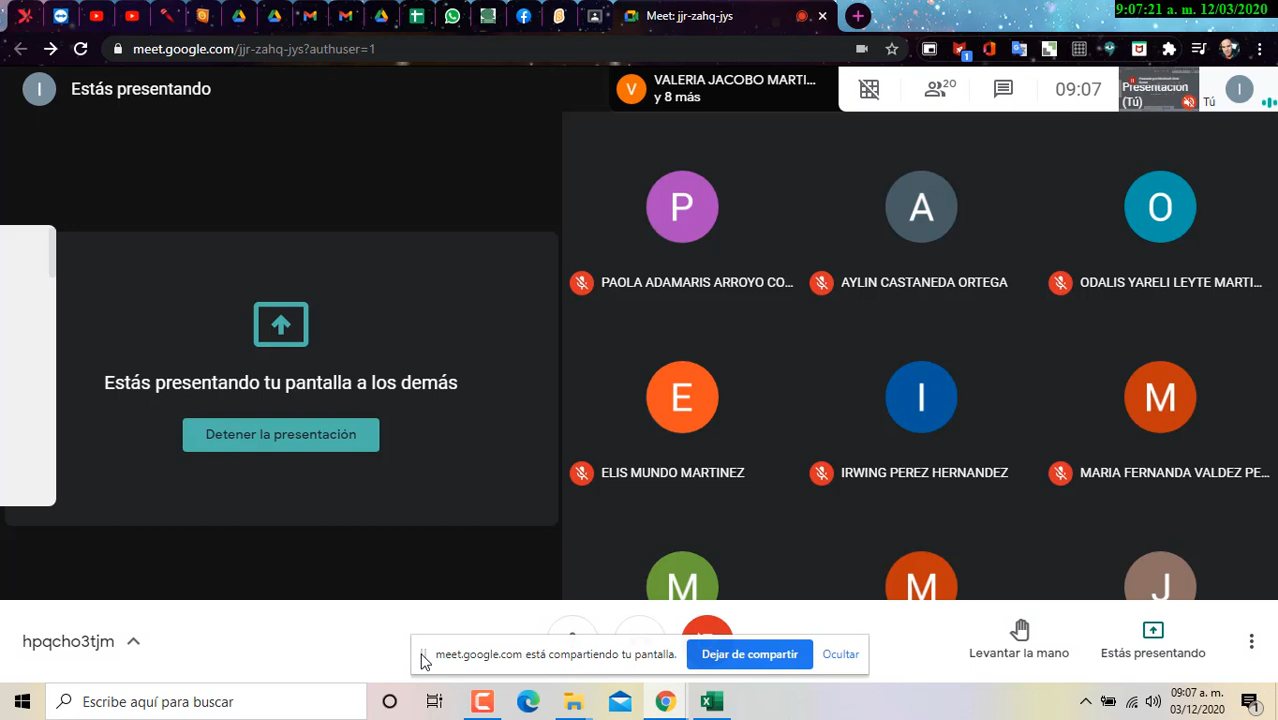 Meet: jjr-zahq-jys
9:07:21 a. m. 12/03/2020
meet.google.com/jjr-zahq-jys?authuser=1
1
I
Estás presentando
V
VALERIA JACOBO MARTI...
y 8 más
20
09:07
Presentación
(Tú)
Tú
I
P
A
O
PAOLA ADAMARIS ARROYO CO...
AYLIN CASTANEDA ORTEGA
ODALIS YARELI LEYTE MARTI...
Estás presentando tu pantalla a los demás
Detener la presentación
E
I
M
ELIS MUNDO MARTINEZ
IRWING PEREZ HERNANDEZ
MARIA FERNANDA VALDEZ PE...
M
M
J
hpqcho3tjm
meet.google.com está compartiendo tu pantalla.
Dejar de compartir
Ocultar
Levantar la mano
Estás presentando
Escribe aquí para buscar
09:07 a. m.
03/12/2020
1